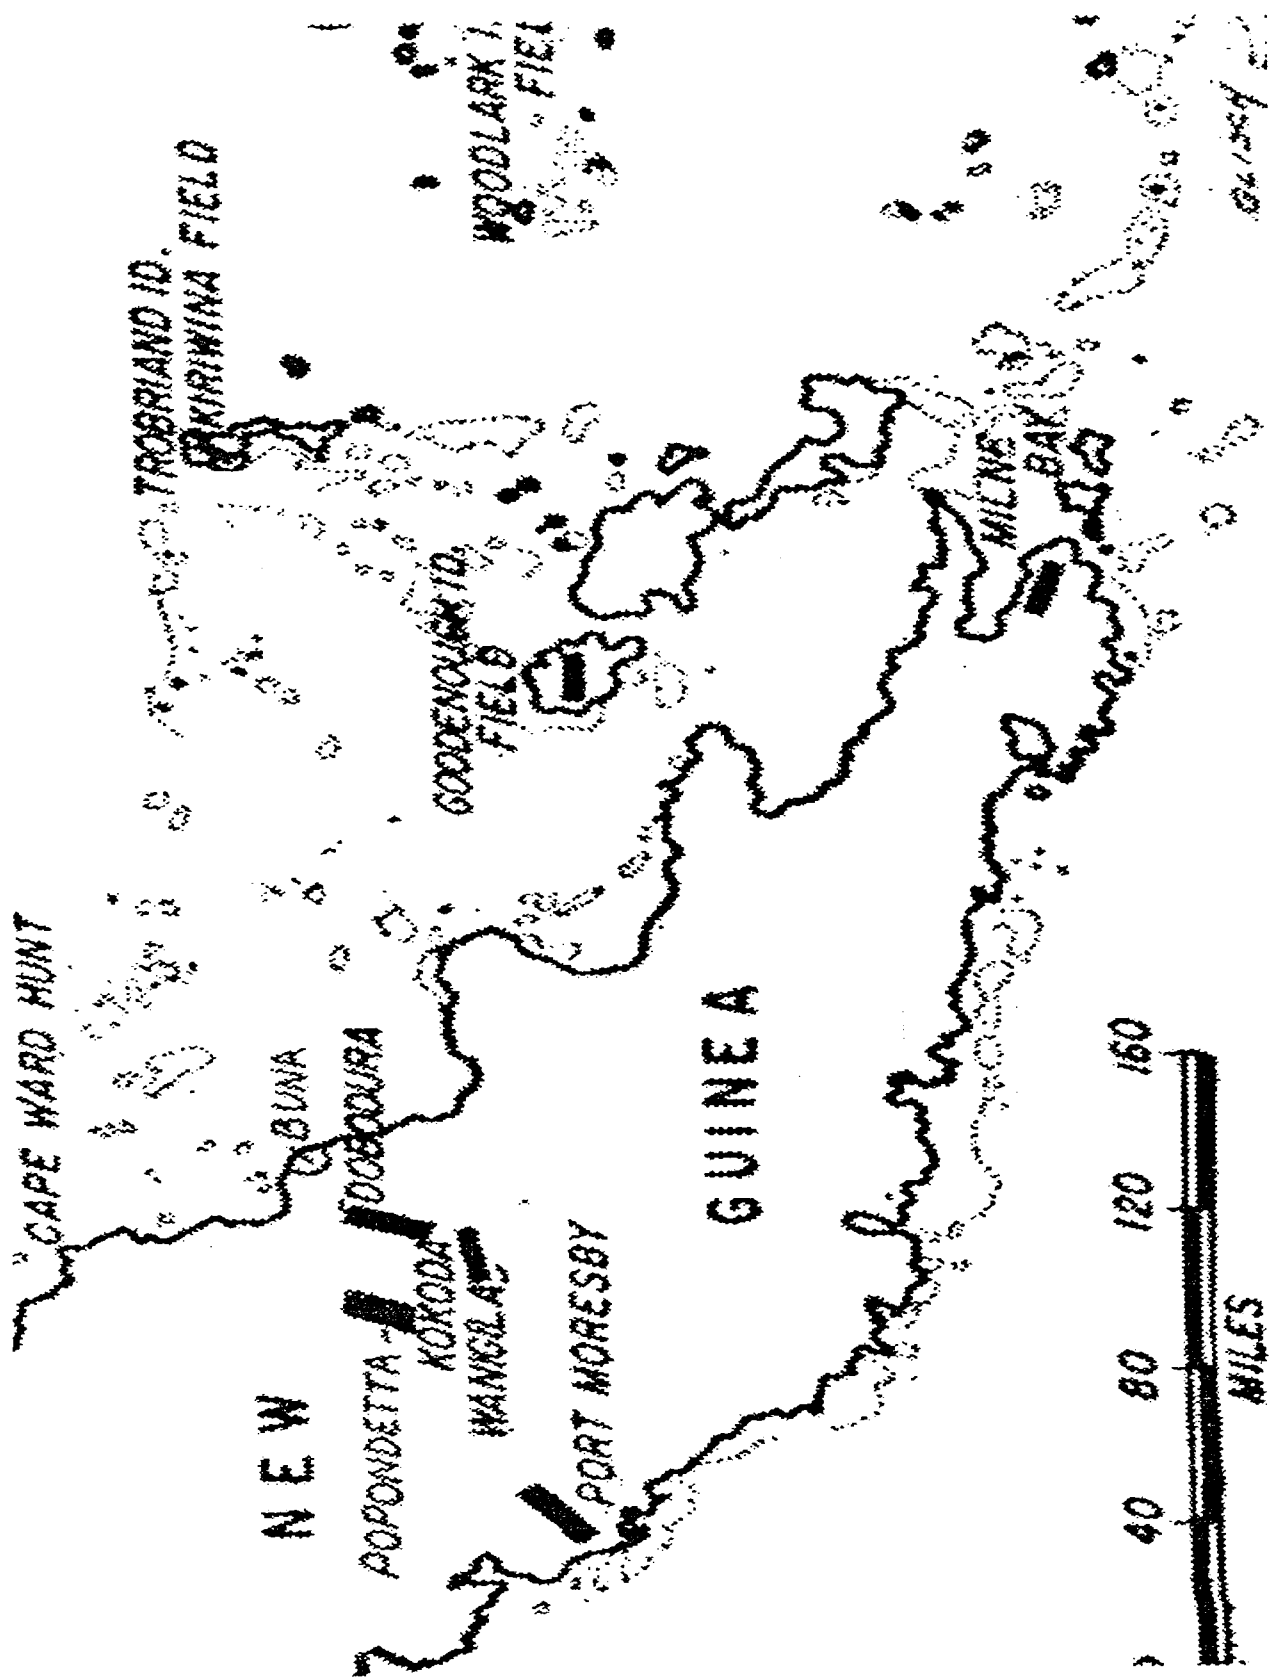 CAPE WARD HUNT
TROBRIAND ID.
KIRIWINA FIELD
BUNA
DOBODURA
GOODENOUGH ID.
FIELD
WOODLARK I.
NEW
POPONDETTA
KOKODA
WANIGLA
PORT MORESBY
GUINEA
MILNE
BAY
40 80 120 160
MILES